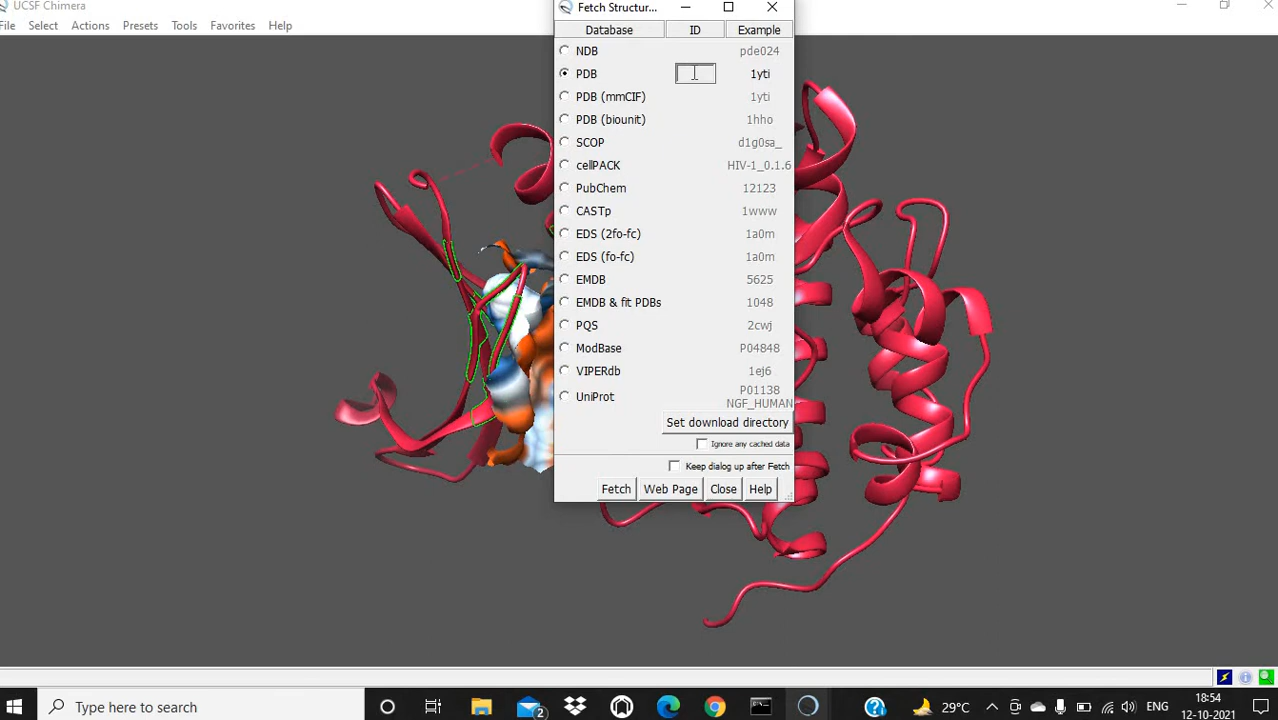 UCSF Chimera
File Select Actions Presets Tools Favorites Help
Fetch Structur...
Database ID Example
NDB pde024
PDB 1yti
PDB (mmCIF) 1yti
PDB (biounit) 1hho
SCOP d1g0sa_
cellPACK HIV-1_0.1.6
PubChem 12123
CASTp 1www
EDS (2fo-fc) 1a0m
EDS (fo-fc) 1a0m
EMDB 5625
EMDB & fit PDBs 1048
PQS 2cwj
ModBase P04848
VIPERdb 1ej6
UniProt P01138
NGF_HUMAN
Set download directory
Ignore any cached data
Keep dialog up after Fetch
Fetch Web Page Close Help
Type here to search
2
29°C
ENG
18:54
12-10-2021